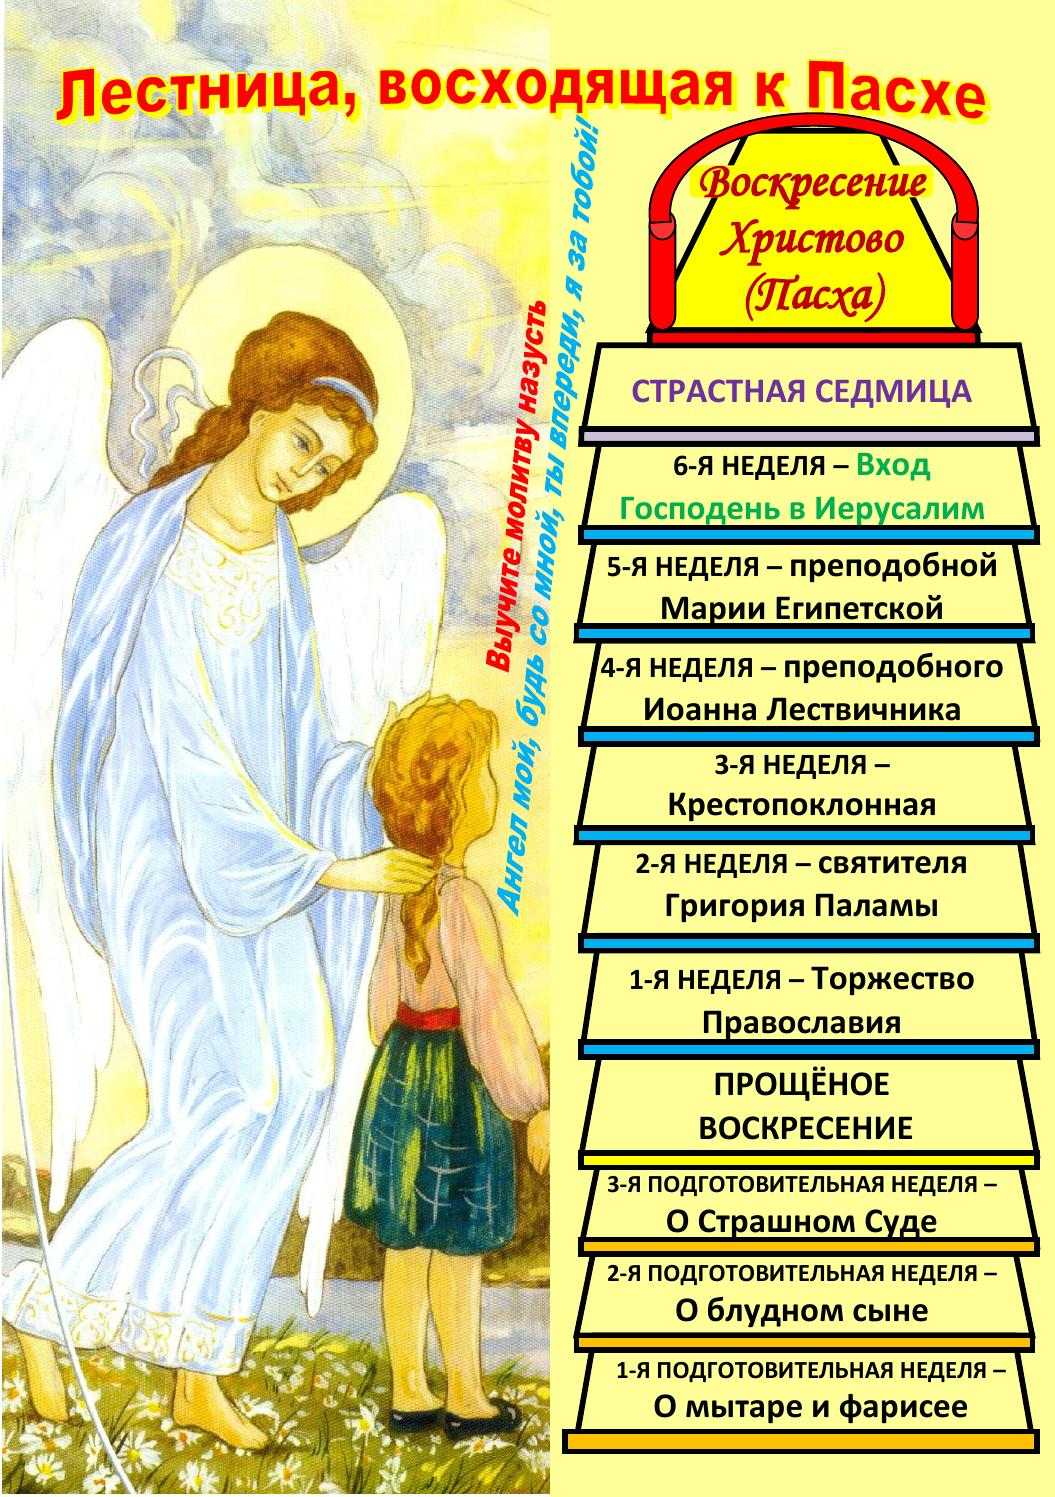 Лестница, восходящая к Пасхе
Выучите молитву наизусть
Ангел мой, будь со мной, ты впереди, я за тобой!
Воскресение
Христово
(Пасха)
СТРАСТНАЯ СЕДМИЦА
6-Я НЕДЕЛЯ – Вход
Господень в Иерусалим
5-Я НЕДЕЛЯ – преподобной
Марии Египетской
4-Я НЕДЕЛЯ – преподобного
Иоанна Лествичника
3-Я НЕДЕЛЯ –
Крестопоклонная
2-Я НЕДЕЛЯ – святителя
Григория Паламы
1-Я НЕДЕЛЯ – Торжество
Православия
ПРОЩЁНОЕ
ВОСКРЕСЕНИЕ
3-Я ПОДГОТОВИТЕЛЬНАЯ НЕДЕЛЯ –
О Страшном Суде
2-Я ПОДГОТОВИТЕЛЬНАЯ НЕДЕЛЯ –
О блудном сыне
1-Я ПОДГОТОВИТЕЛЬНАЯ НЕДЕЛЯ –
О мытаре и фарисее